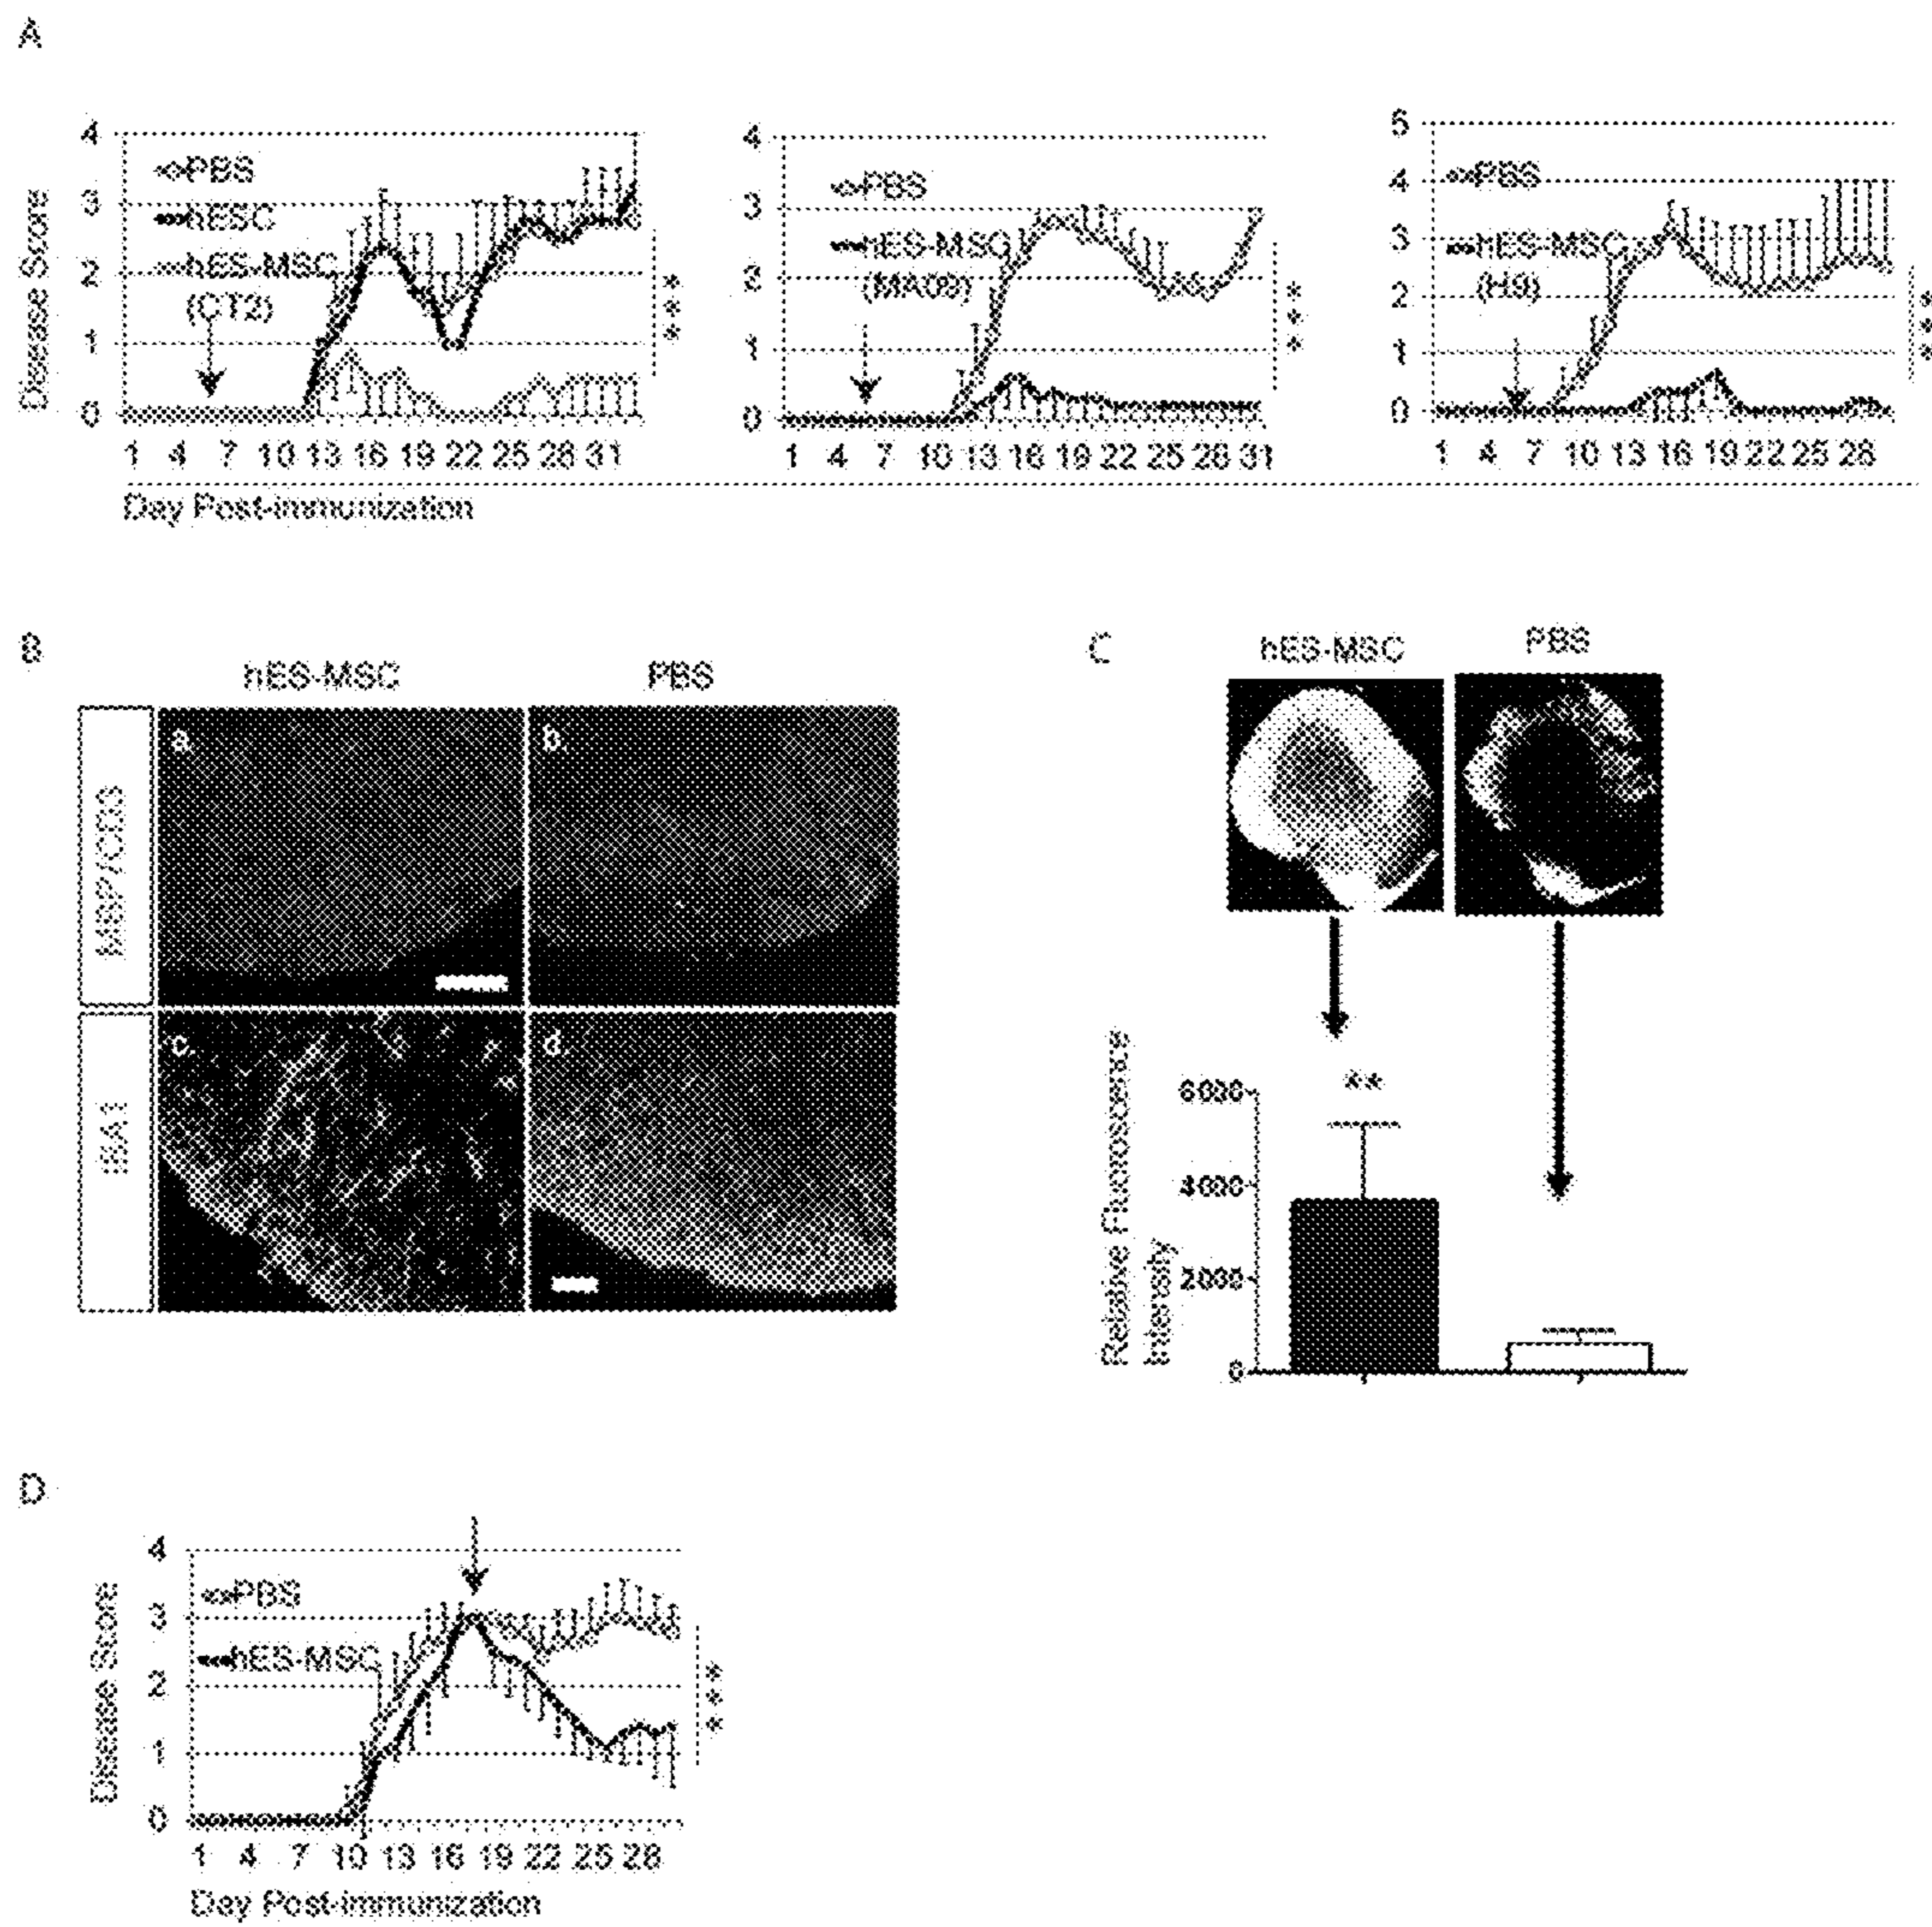 A
Disease Score
4
3
2
1
0
PBS
hESC
hES-MSC
(CT2)
***
1 4 7 10 13 16 19 22 25 28 31
4
3
2
1
0
PBS
hES-MSC
(MA09)
***
1 4 7 10 13 16 19 22 25 28 31
5
4
3
2
1
0
PBS
hES-MSC
(H9)
***
1 4 7 10 13 16 19 22 25 28
Day Post-immunization
B
hES-MSC PBS
MBP/CD3
a. b.
IBA1
c. d.
C
hES-MSC PBS
Relative Fluorosceence
Intensity
6000
4000
2000
0
**
D
Disease Score
4
3
2
1
0
PBS
hES-MSC
***
1 4 7 10 13 16 19 22 25 28
Day Post-immunization